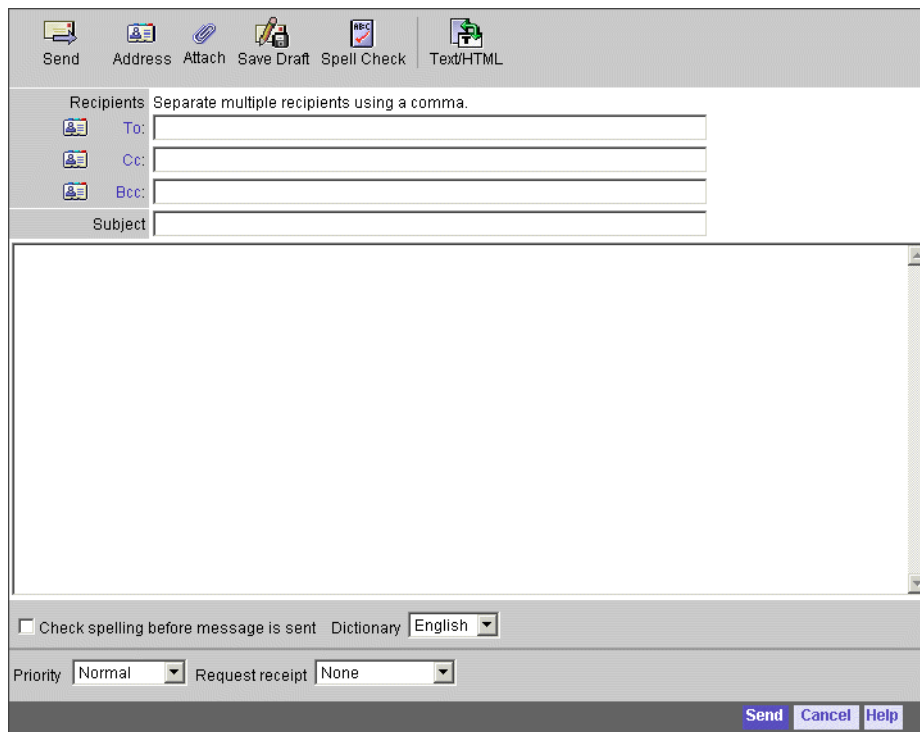 Send Address Attach Save Draft Spell Check Text/HTML
ABC
Recipients Separate multiple recipients using a comma.
To:
Cc:
Bcc:
Subject
Check spelling before message is sent Dictionary English
Priority Normal Request receipt None
Send Cancel Help